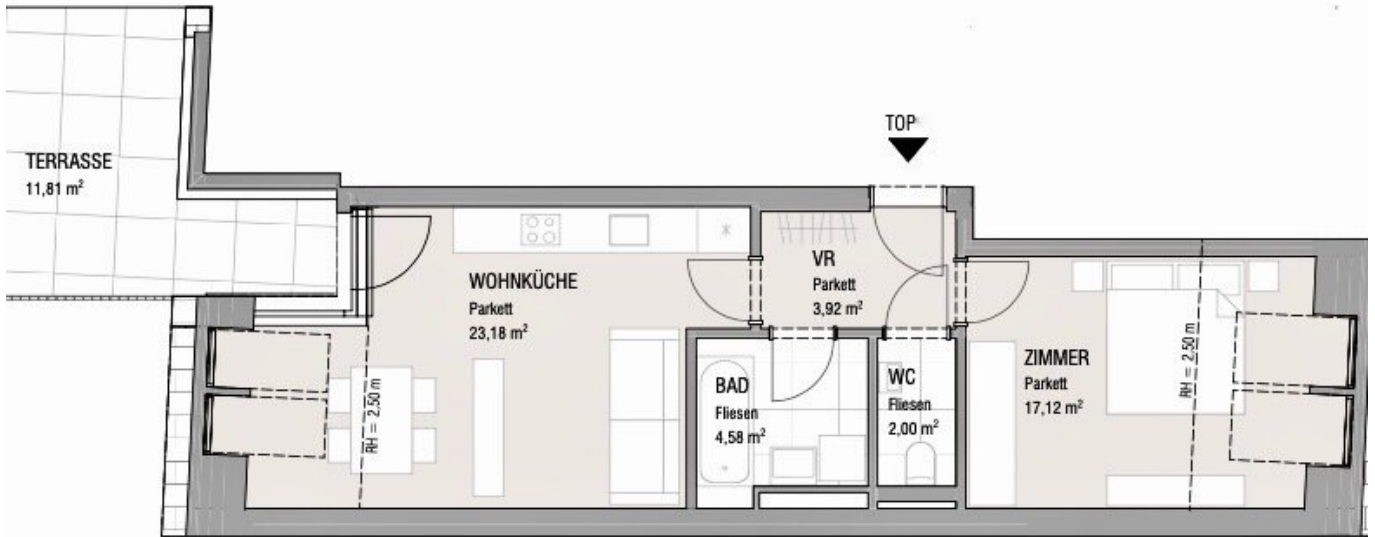 TOP
TERRASSE
11,81 m²
WOHNKÜCHE
Parkett
23,18 m²
VR
Parkett
3,92 m²
BAD
Fliesen
4,58 m²
WC
Fliesen
2,00 m²
ZIMMER
Parkett
17,12 m²
RH = 2.50 m
RH = 2.50 m